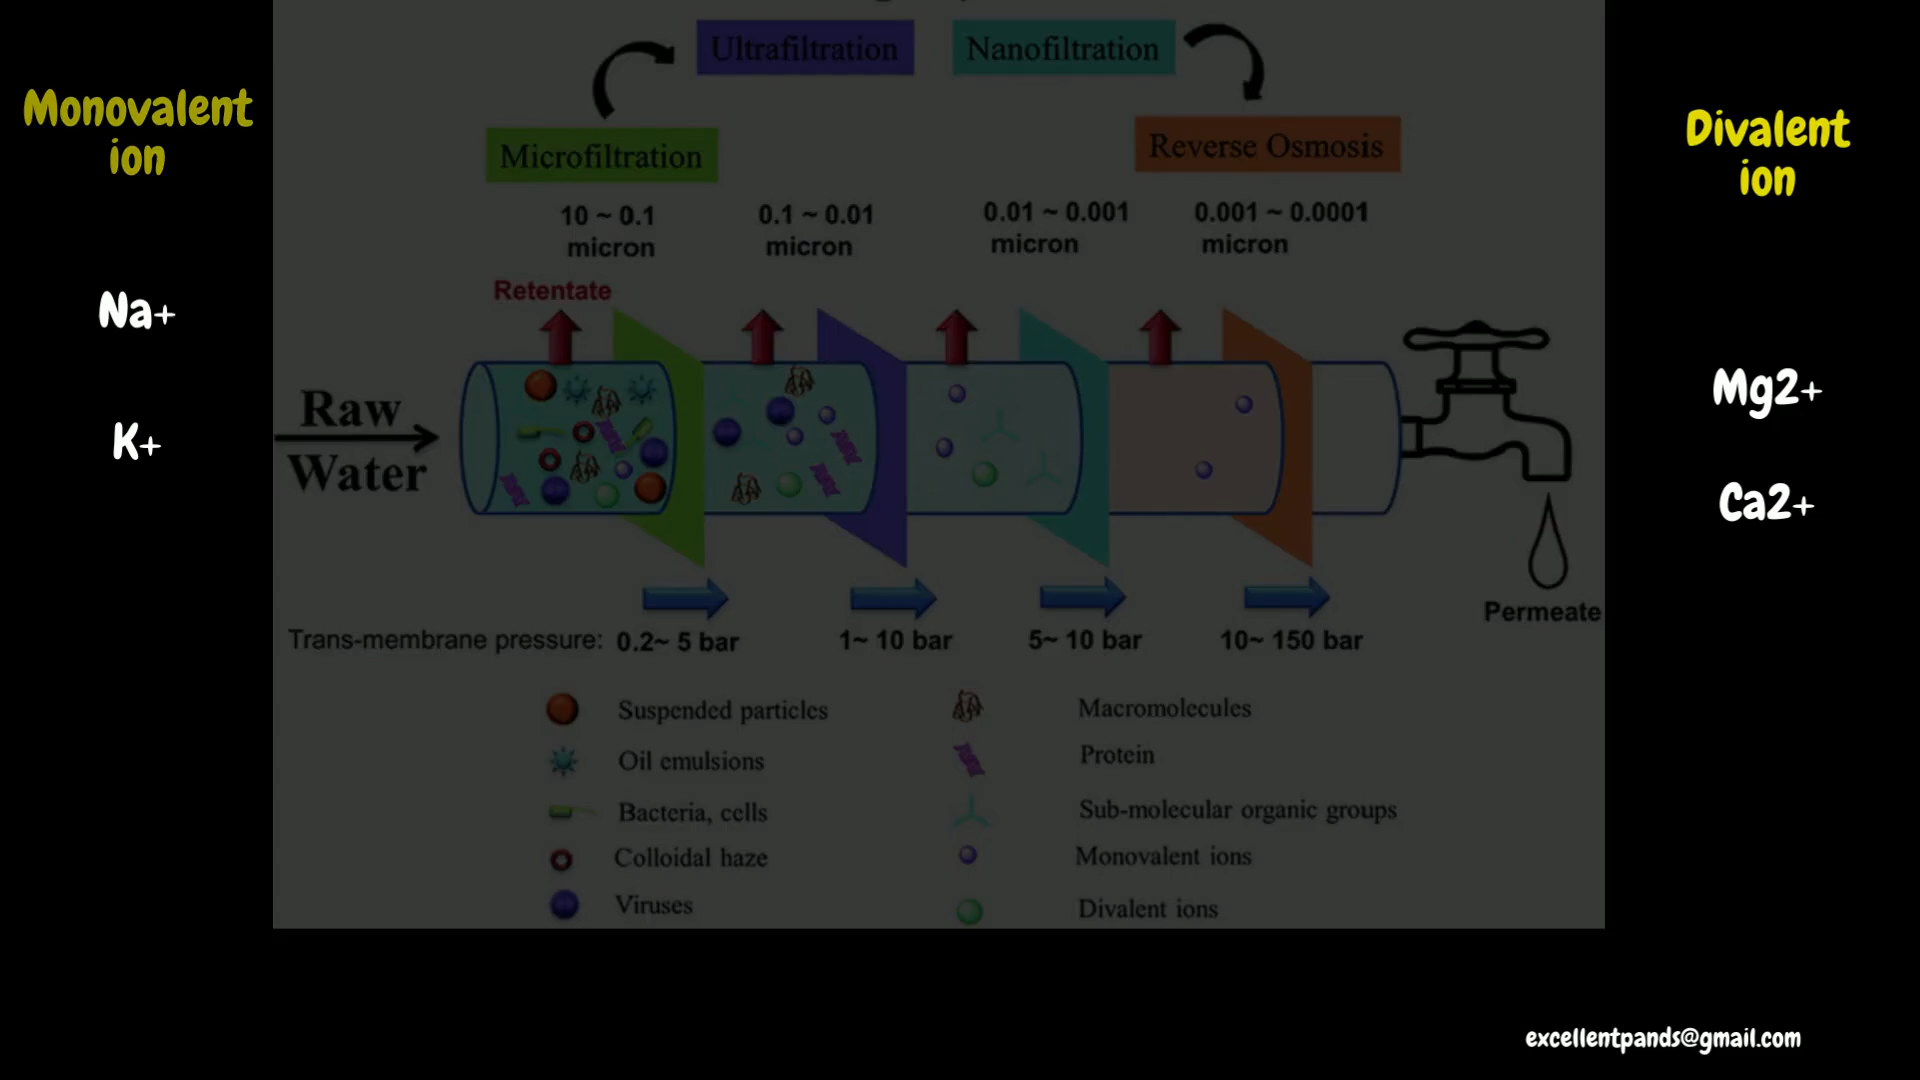 Ultrafiltration
Nanofiltration
Monovalent
ion
Divalent
ion
Microfiltration
Reverse Osmosis
10 ~ 0.1
micron
0.1 ~ 0.01
micron
0.01 ~ 0.001
micron
0.001 ~ 0.0001
micron
Retentate
Na+
K+
Mg2+
Ca2+
Raw
Water
Permeate
Trans-membrane pressure: 0.2~ 5 bar
1~ 10 bar
5~ 10 bar
10~ 150 bar
Suspended particles
Oil emulsions
Bacteria, cells
Colloidal haze
Viruses
Macromolecules
Protein
Sub-molecular organic groups
Monovalent ions
Divalent ions
excellentpands@gmail.com